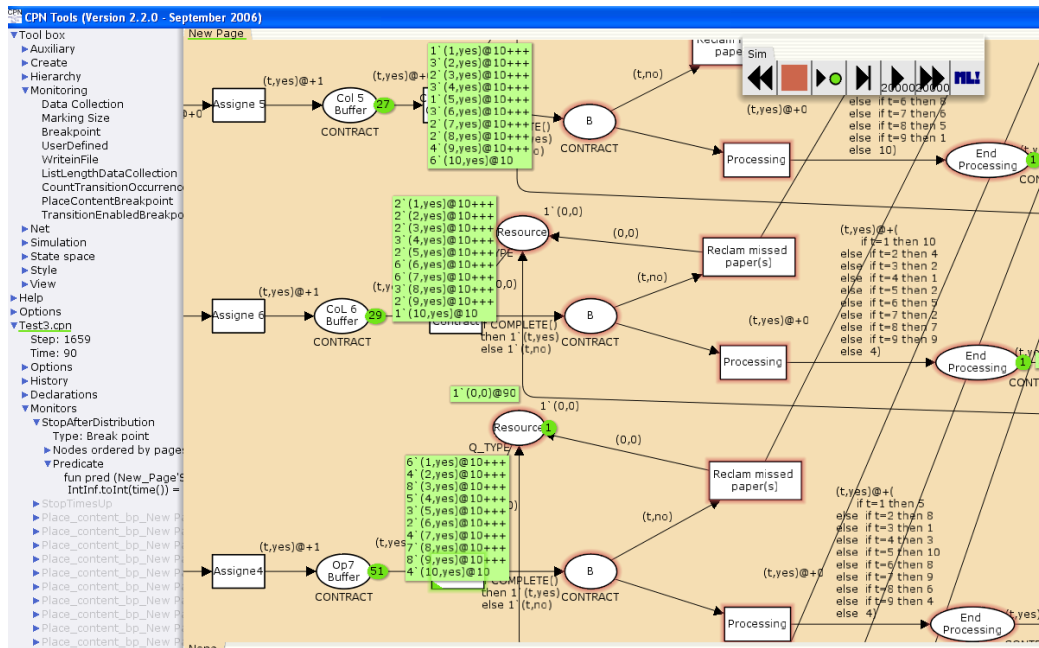 CPN Tools (Version 2.2.0 - September 2006)
Tool box
Auxiliary
Create
Hierarchy
Monitoring
Data Collection
Marking Size
Breakpoint
UserDefined
WriteinFile
ListLengthDataCollection
CountTransitionOccurrenc
PlaceContentBreakpoint
TransitionEnabledBreakpo
Net
Simulation
State space
Style
View
Help
Options
Test3.cpn
Step: 1659
Time: 90
Options
History
Declarations
Monitors
StopAfterDistribution
Type: Break point
Nodes ordered by pages
Predicate
fun pred (New_Page'S
IntInf.toInt(time()) =
StopTimesUp
Place_content_bp_New P
Place_content_bp_New P
Place_content_bp_New P
Place_content_bp_New P
Place_content_bp_New P
Place_content_bp_New P
Place_content_bp_New P
Place_content_bp_New P
Place_content_bp_New P
Place_content_bp_New P
New Page
Sim
ML!
2000020000
(t,yes)@+1
Assigne 5
Col 5
Buffer
27
CONTRACT
1`(1,yes)@10+++
3`(2,yes)@10+++
3`(3,yes)@10+++
3`(4,yes)@10+++
1`(5,yes)@10+++
3`(6,yes)@10+++
2`(7,yes)@10+++
2`(8,yes)@10+++
4`(9,yes)@10+++
6`(10,yes)@10
B
CONTRACT
(t,no)
(t,yes)@+0
Processing
else if t=6 then 8
else if t=7 then 6
else if t=8 then 5
else if t=9 then 1
else 10)
End
Processing
1
(t,yes)@+1
Assigne 6
CoL 6
Buffer
29
CONTRACT
2`(1,yes)@10+++
2`(2,yes)@10+++
2`(3,yes)@10+++
3`(4,yes)@10+++
2`(5,yes)@10+++
6`(6,yes)@10+++
6`(7,yes)@10+++
3`(8,yes)@10+++
2`(9,yes)@10+++
1`(10,yes)@10
1`(0,0)
Resource
(0,0)
Reclam missed
paper(s)
(t,no)
B
CONTRACT
COMPLETE()
then 1`(t,yes)
else 1`(t,no)
(t,yes)@+0
Processing
(t,yes)@+(
if t=1 then 10
else if t=2 then 4
else if t=3 then 2
else if t=4 then 1
else if t=5 then 2
else if t=6 then 5
else if t=7 then 2
else if t=8 then 7
else if t=9 then 9
else 4)
End
Processing
1
1`(0,0)@90
1`(0,0)
Resource
1
Q_TYPE
(0,0)
Reclam missed
paper(s)
(t,no)
(t,yes)@+1
Assigne4
Op7
Buffer
51
CONTRACT
6`(1,yes)@10+++
4`(2,yes)@10+++
8`(3,yes)@10+++
5`(4,yes)@10+++
3`(5,yes)@10+++
2`(6,yes)@10+++
4`(7,yes)@10+++
7`(8,yes)@10+++
8`(9,yes)@10+++
4`(10,yes)@10
COMPLETE()
then 1`(t,yes)
else 1`(t,no)
B
CONTRACT
(t,yes)@+0
Processing
(t,yes)@+(
if t=1 then 5
else if t=2 then 8
else if t=3 then 1
else if t=4 then 3
else if t=5 then 10
else if t=6 then 8
else if t=7 then 9
else if t=8 then 6
else if t=9 then 4
else 4)
End
Processing